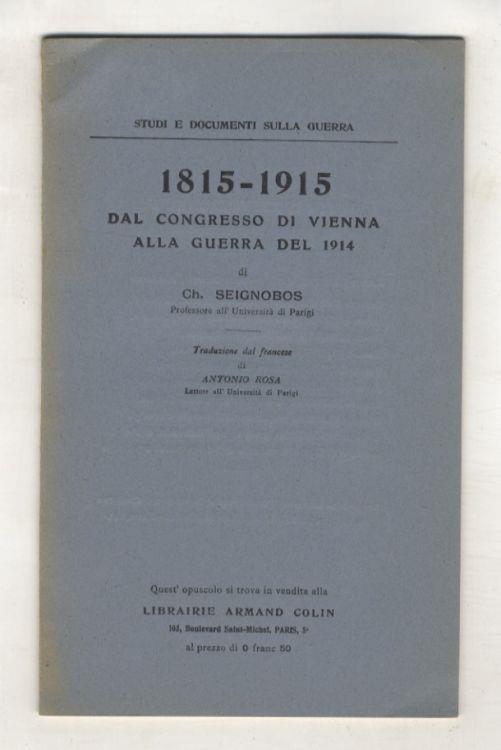 STUDI E DOCUMENTI SULLA GUERRA
1815-1915
DAL CONGRESSO DI VIENNA
ALLA GUERRA DEL 1914
di
Ch. SEIGNOBOS
Professore all' Università di Parigi
Traduzione dal francese
di
ANTONIO ROSA
Lettore all' Università di Parigi
Quest' opuscolo si trova in vendita alla
LIBRAIRIE ARMAND COLIN
103, Boulevard Saint-Michel, PARIS, 5e
al prezzo di 0 franc 50